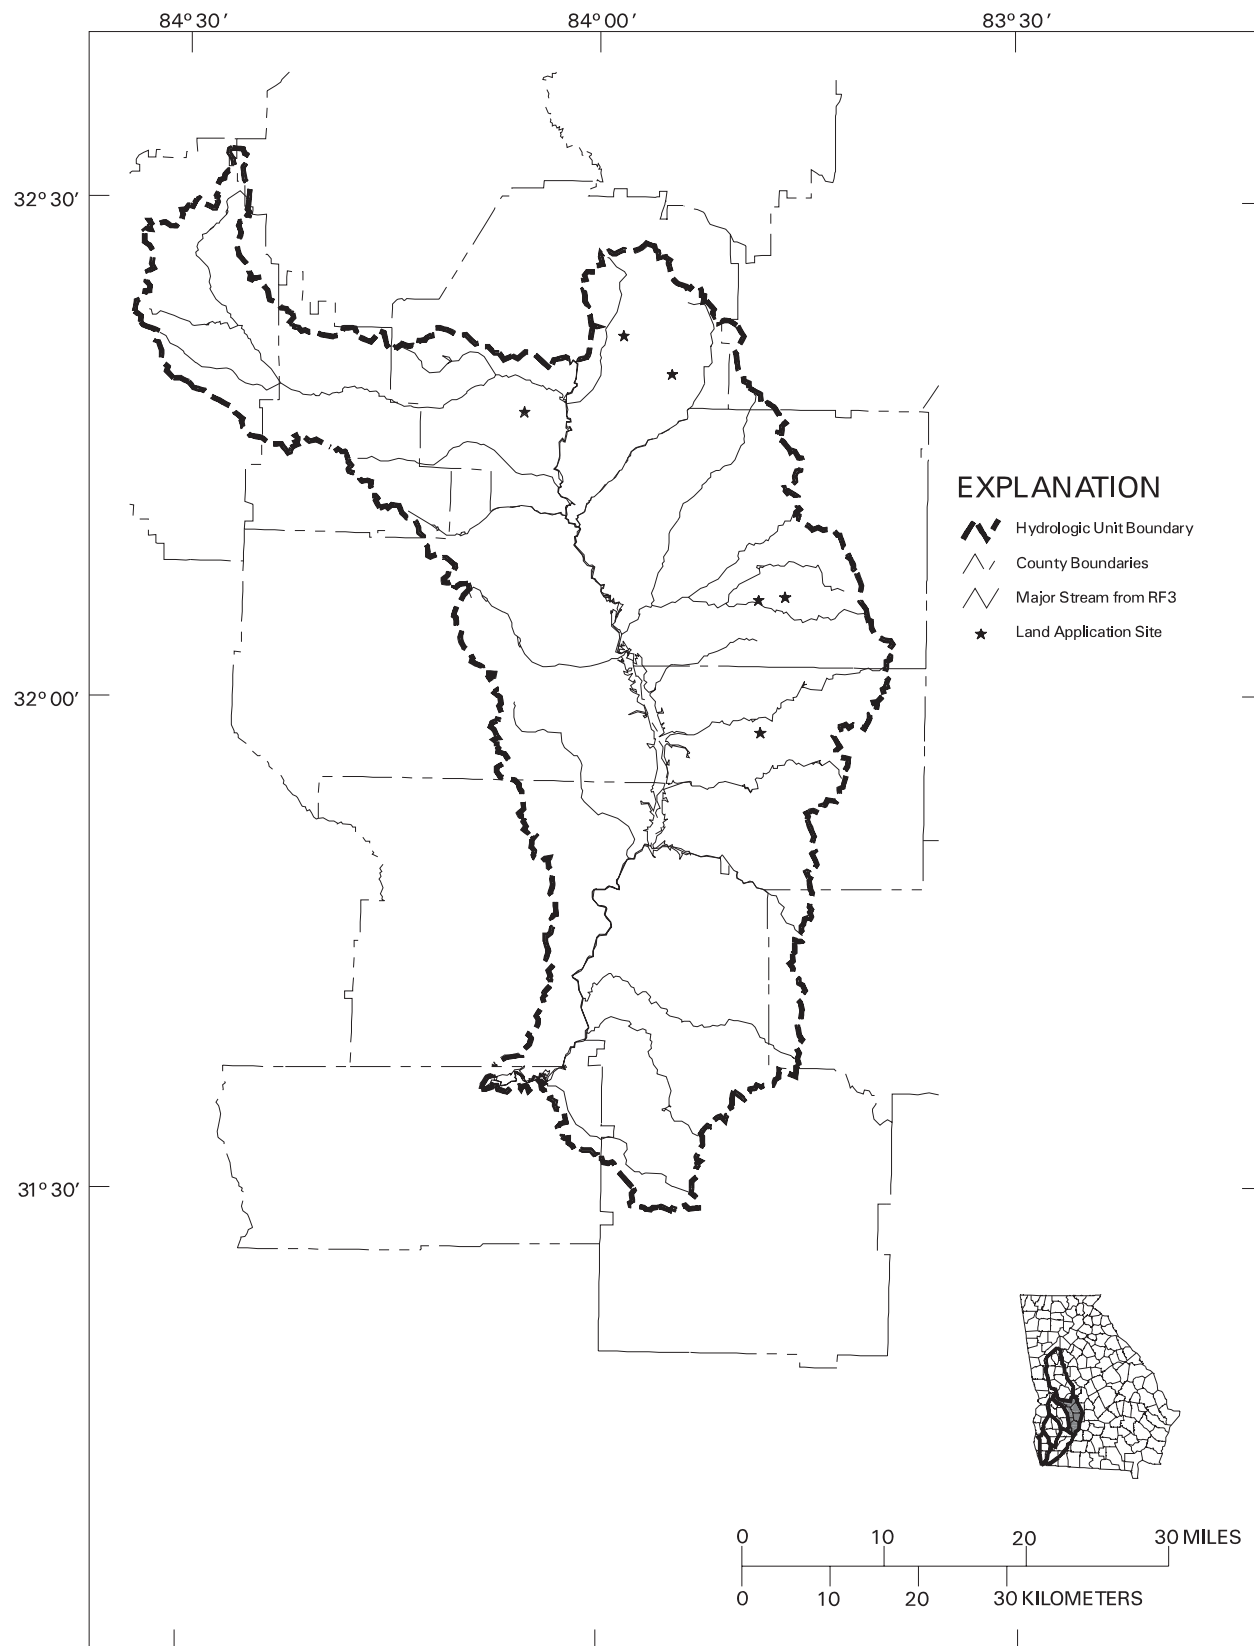 84° 30′ 84° 00′ 83° 30′
32° 30′
32° 00′
31° 30′
EXPLANATION
Hydrologic Unit Boundary
County Boundaries
Major Stream from RF3
Land Application Site
0 10 20 30 MILES
0 10 20 30 KILOMETERS